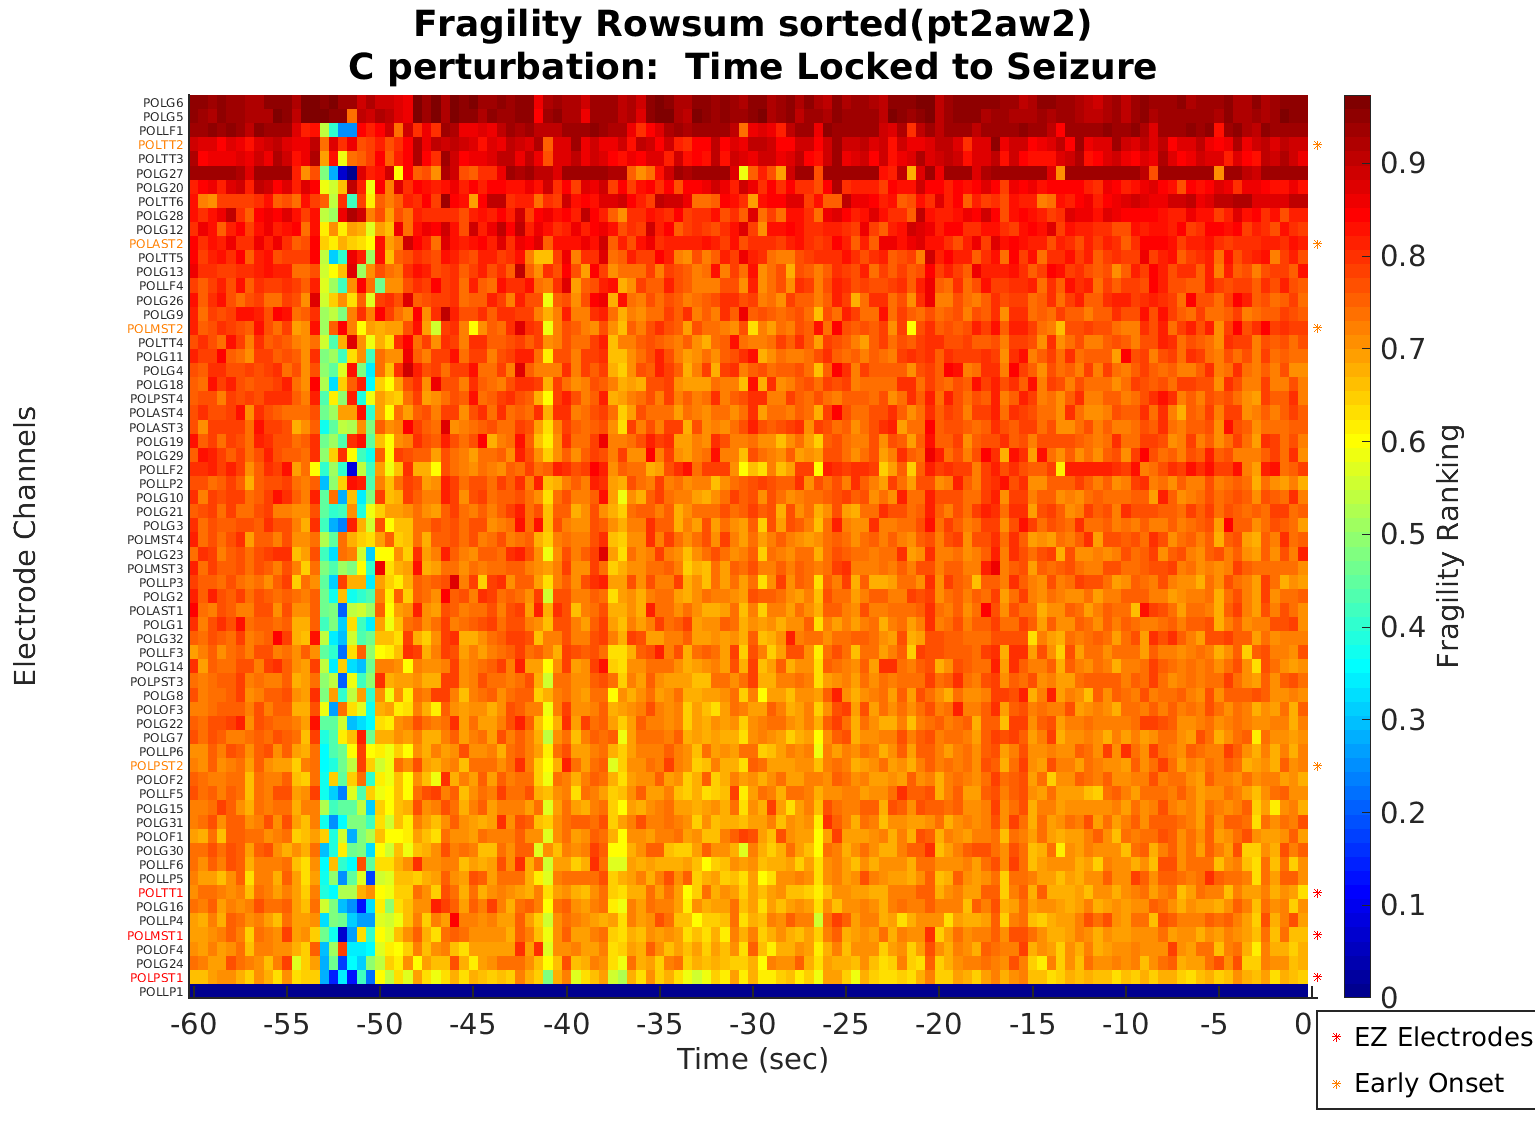 Fragility Rowsum sorted(pt2aw2)
C perturbation:  Time Locked to Seizure
Electrode Channels
POLG6
POLG5
POLLF1
POLTT2
POLTT3
POLG27
POLG20
POLTT6
POLG28
POLG12
POLAST2
POLTT5
POLG13
POLLF4
POLG26
POLG9
POLMST2
POLTT4
POLG11
POLG4
POLG18
POLPST4
POLAST4
POLAST3
POLG19
POLG29
POLLF2
POLLP2
POLG10
POLG21
POLG3
POLMST4
POLG23
POLMST3
POLLP3
POLG2
POLAST1
POLG1
POLG32
POLLF3
POLG14
POLPST3
POLG8
POLOF3
POLG22
POLG7
POLLP6
POLPST2
POLOF2
POLLF5
POLG15
POLG31
POLOF1
POLG30
POLLF6
POLLP5
POLTT1
POLG16
POLLP4
POLMST1
POLOF4
POLG24
POLPST1
POLLP1
-60 -55 -50 -45 -40 -35 -30 -25 -20 -15 -10 -5 0
Time (sec)
0.9
0.8
0.7
0.6
0.5
0.4
0.3
0.2
0.1
0
Fragility Ranking
EZ Electrodes
Early Onset